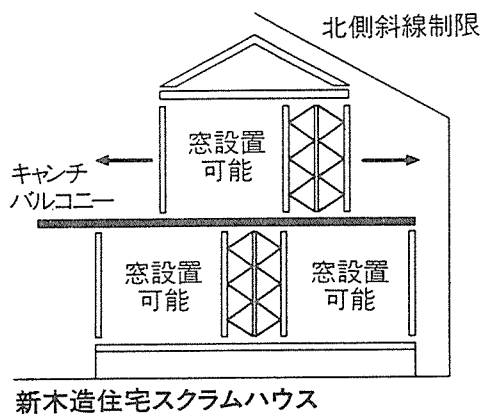 北側斜線制限
窓設置
可能
キャンチ
バルコニー
窓設置
可能
窓設置
可能
新木造住宅スクラムハウス